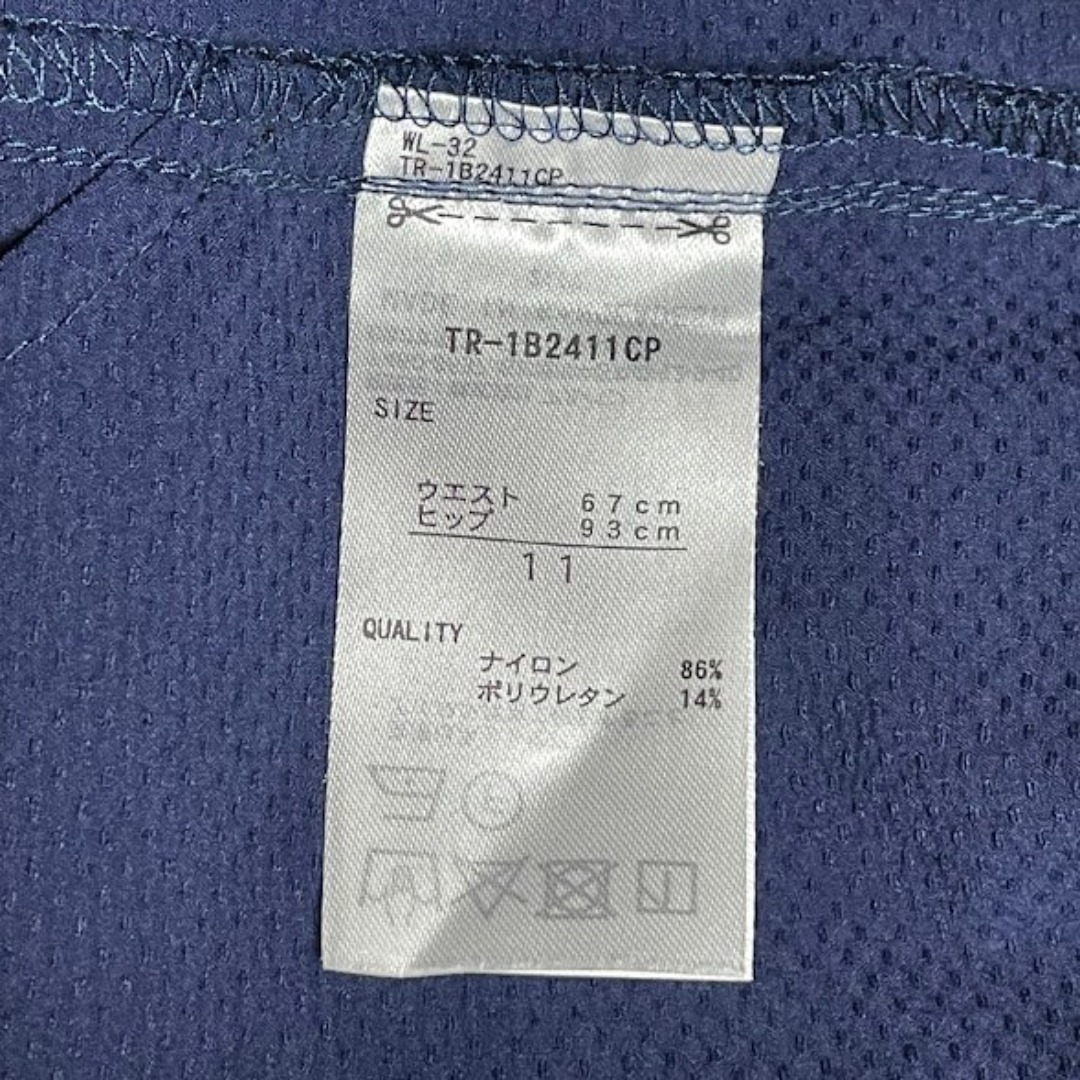 WL-32
TR-1B2411CP
TR-1B2411CP
SIZE
ウエスト 67cm
ヒップ 93cm
11
QUALITY
ナイロン 86%
ポリウレタン 14%